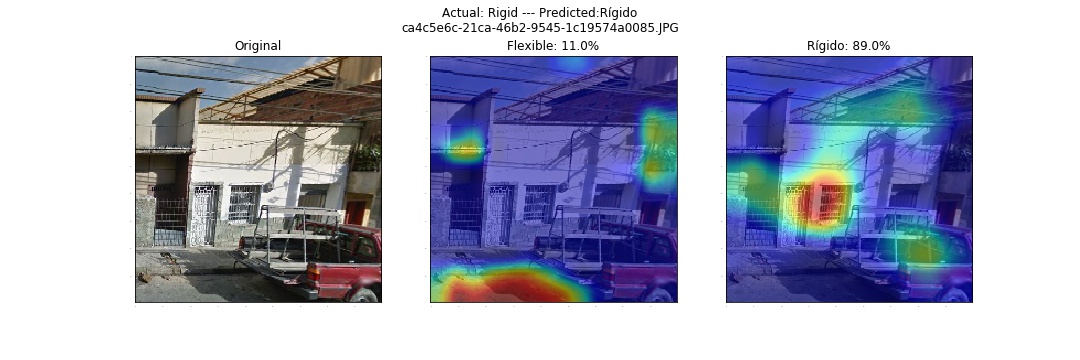 Actual: Rigid --- Predicted:Rígido
ca4c5e6c-21ca-46b2-9545-1c19574a0085.JPG
Original
Flexible: 11.0%
Rígido: 89.0%